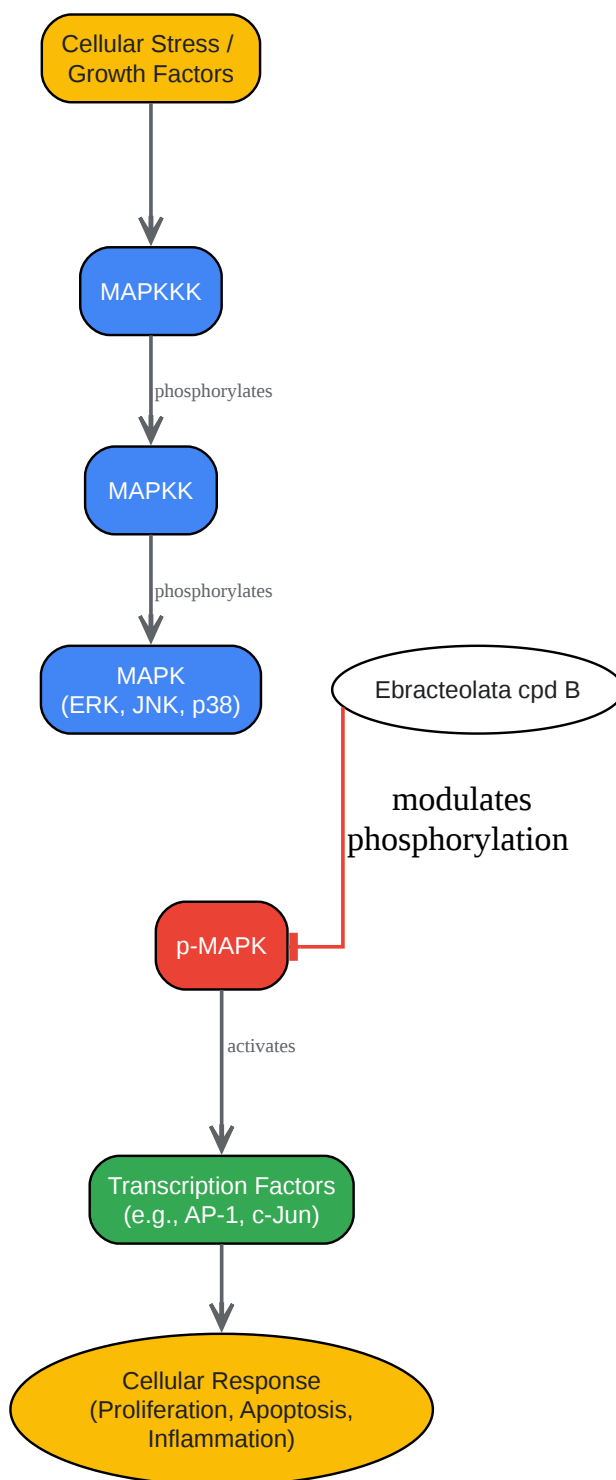 Cellular Stress /
Growth Factors
MAPKKK
phosphorylates
MAPKK
phosphorylates
MAPK
(ERK, JNK, p38)
Ebracteolata cpd B
modulates
phosphorylation
p-MAPK
activates
Transcription Factors
(e.g., AP-1, c-Jun)
Cellular Response
(Proliferation, Apoptosis,
Inflammation)